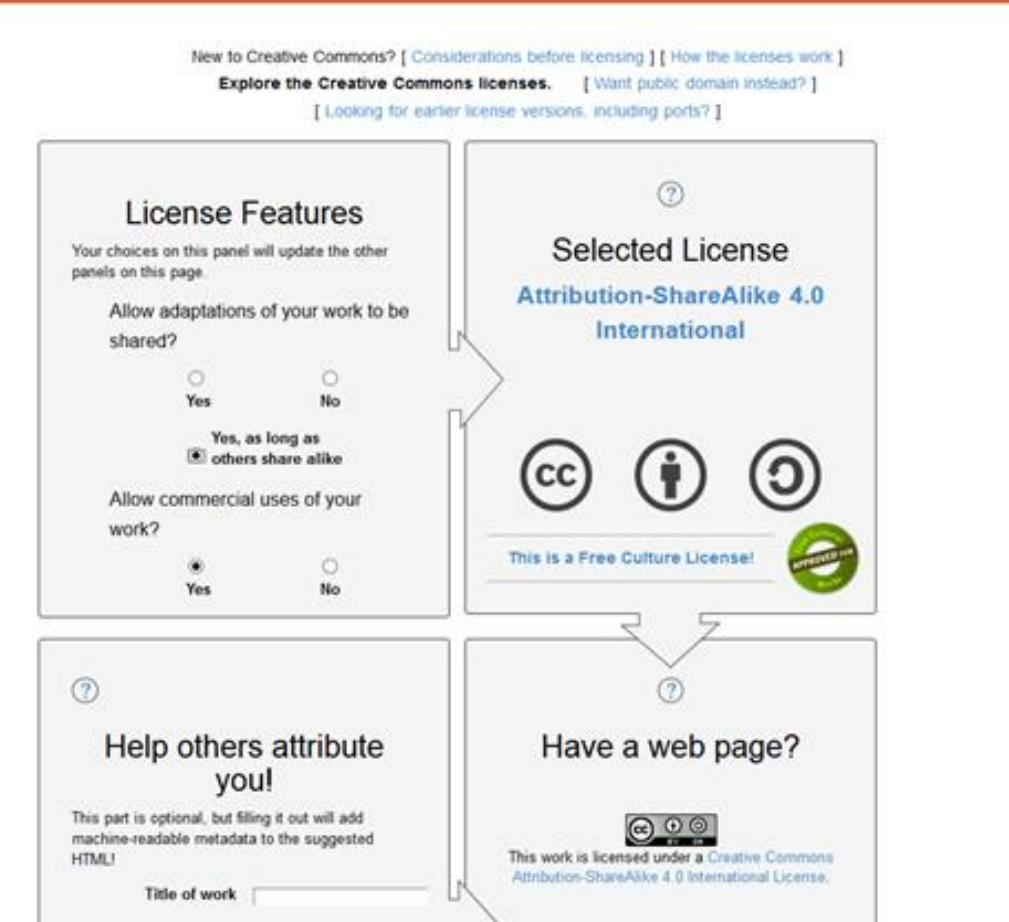 New to Creative Commons? [ Considerations before licensing ] [ How the licenses work ]
Explore the Creative Commons licenses. [ Want public domain instead? ]
[ Looking for earlier license versions, including ports? ]
License Features
Your choices on this panel will update the other
panels on this page.
Allow adaptations of your work to be
shared?
Yes No
Yes, as long as
others share alike
Allow commercial uses of your
work?
Yes No
?
Selected License
Attribution-ShareAlike 4.0
International
cc
This is a Free Culture License!
APPROVED FOR
?
Help others attribute
you!
This part is optional, but filling it out will add
machine-readable metadata to the suggested
HTML!
Title of work
?
Have a web page?
cc
BY SA
This work is licensed under a Creative Commons
Attribution-ShareAlike 4.0 International License.